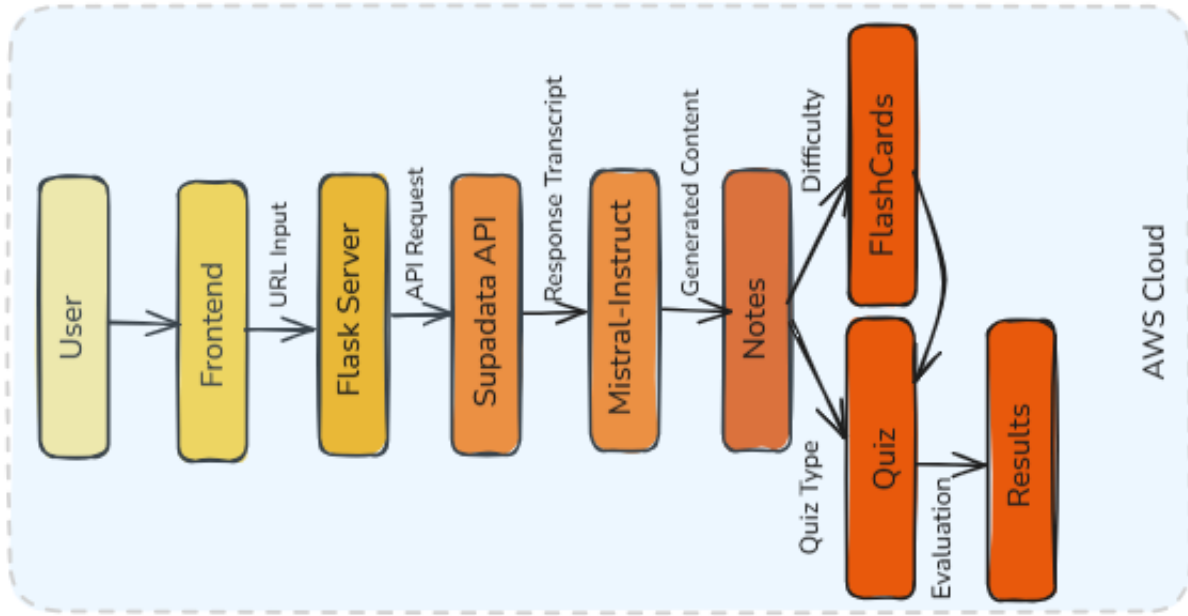 User
Frontend
URL Input
Flask Server
API Request
Supadata API
Response Transcript
Mistral-Instruct
Generated Content
Notes
Difficulty
FlashCards
Quiz Type
Quiz
Evaluation
Results
AWS Cloud